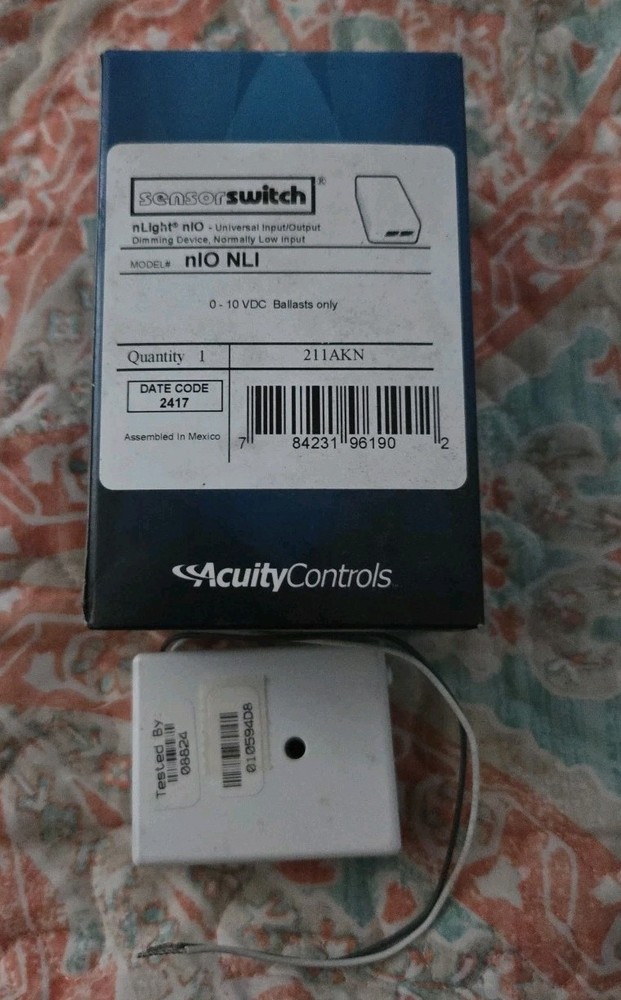 sensorswitch®
nLight® nIO - Universal Input/Output
Dimming Device, Normally Low Input
MODEL# nIO NLI
0 - 10 VDC Ballasts only
Quantity 1
211AKN
DATE CODE
2417
Assembled In Mexico
7 84231 96190 2
AcuityControls
Tested By:
08824
010594D8